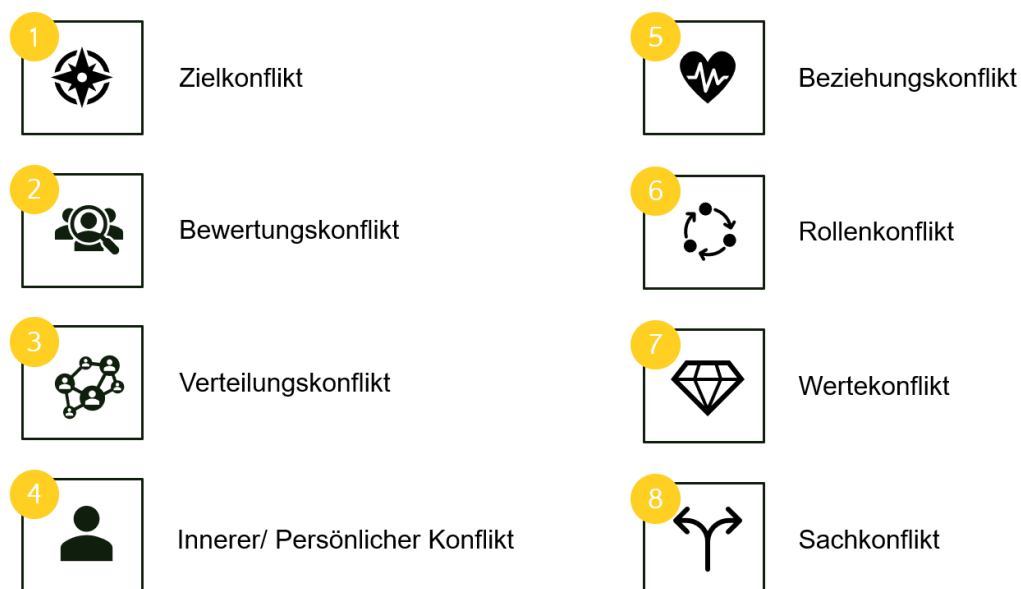 1
Zielkonflikt
2
Bewertungskonflikt
3
Verteilungskonflikt
4
Innerer/ Persönlicher Konflikt
5
Beziehungskonflikt
6
Rollenkonflikt
7
Wertekonflikt
8
Sachkonflikt